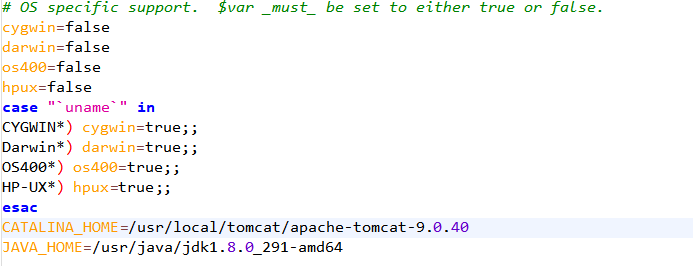 # OS specific support.  $var _must_ be set to either true or false.
cygwin=false
darwin=false
os400=false
hpux=false
case "`uname`" in
CYGWIN*) cygwin=true;;
Darwin*) darwin=true;;
OS400*) os400=true;;
HP-UX*) hpux=true;;
esac
CATALINA_HOME=/usr/local/tomcat/apache-tomcat-9.0.40
JAVA_HOME=/usr/java/jdk1.8.0_291-amd64